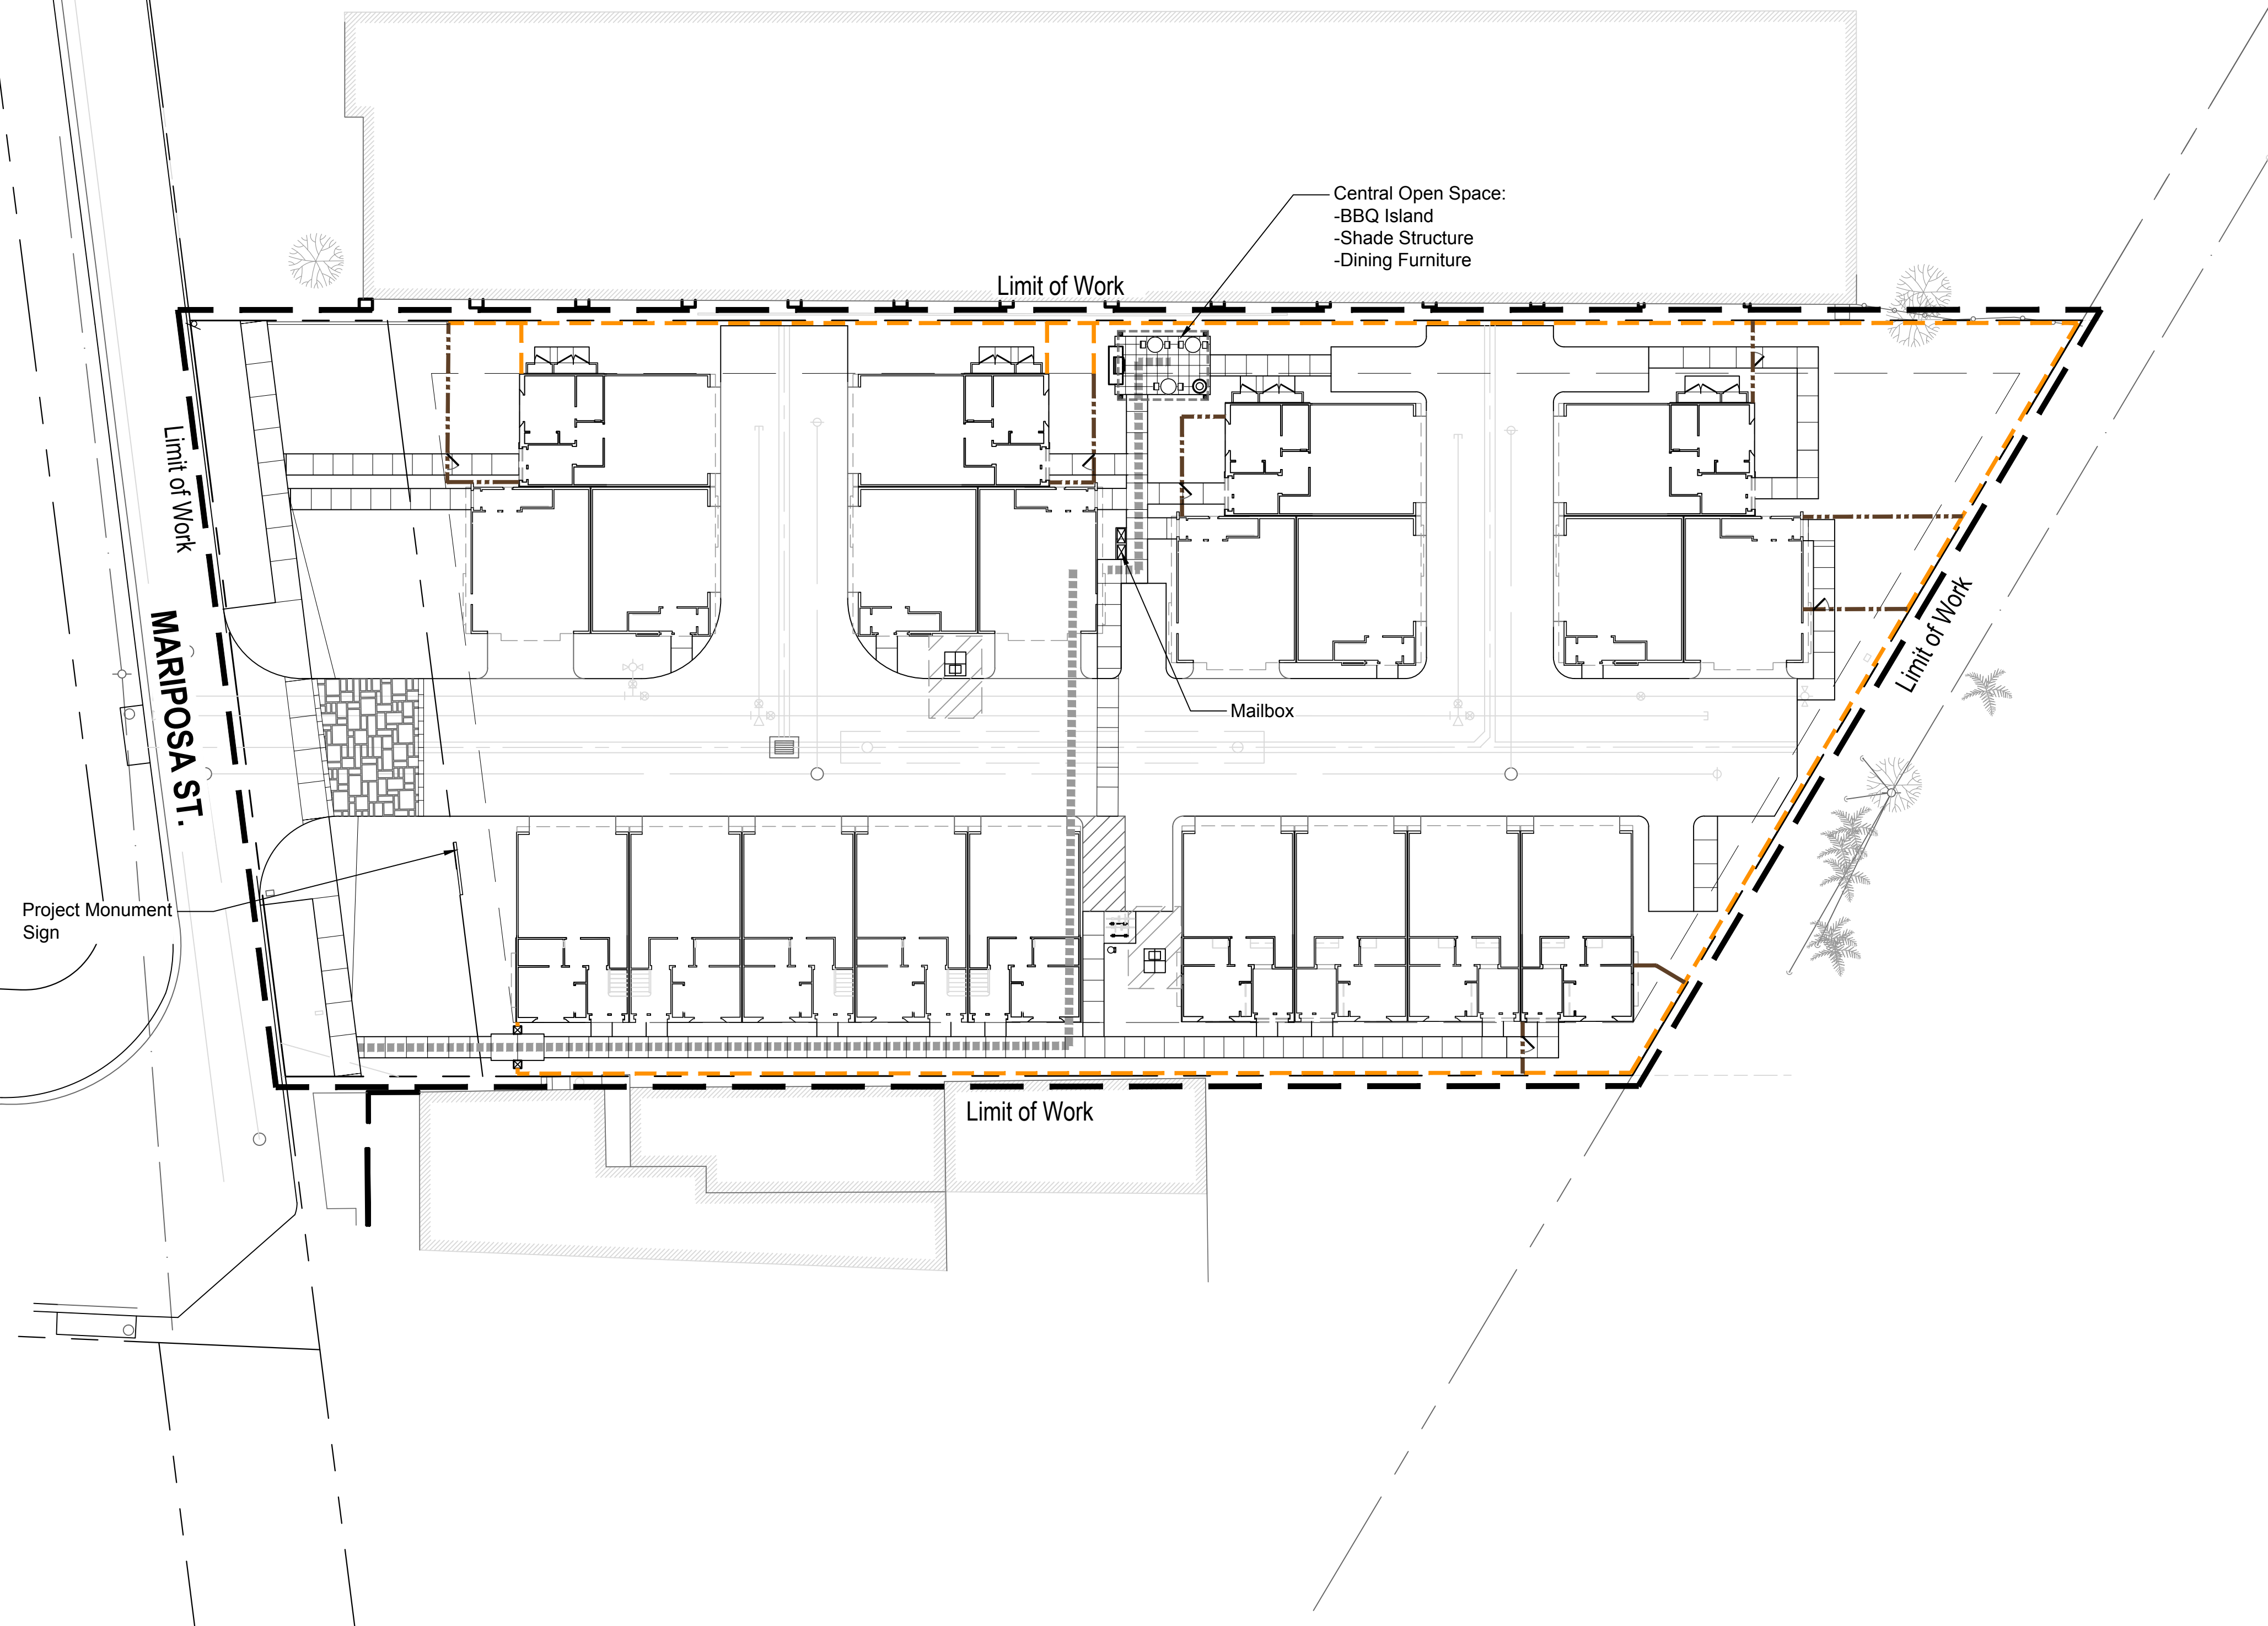 Central Open Space:
-BBQ Island
-Shade Structure
-Dining Furniture
Limit of Work
Limit of Work
MARIPOSA ST.
Limit of Work
Mailbox
Project Monument
Sign
Limit of Work